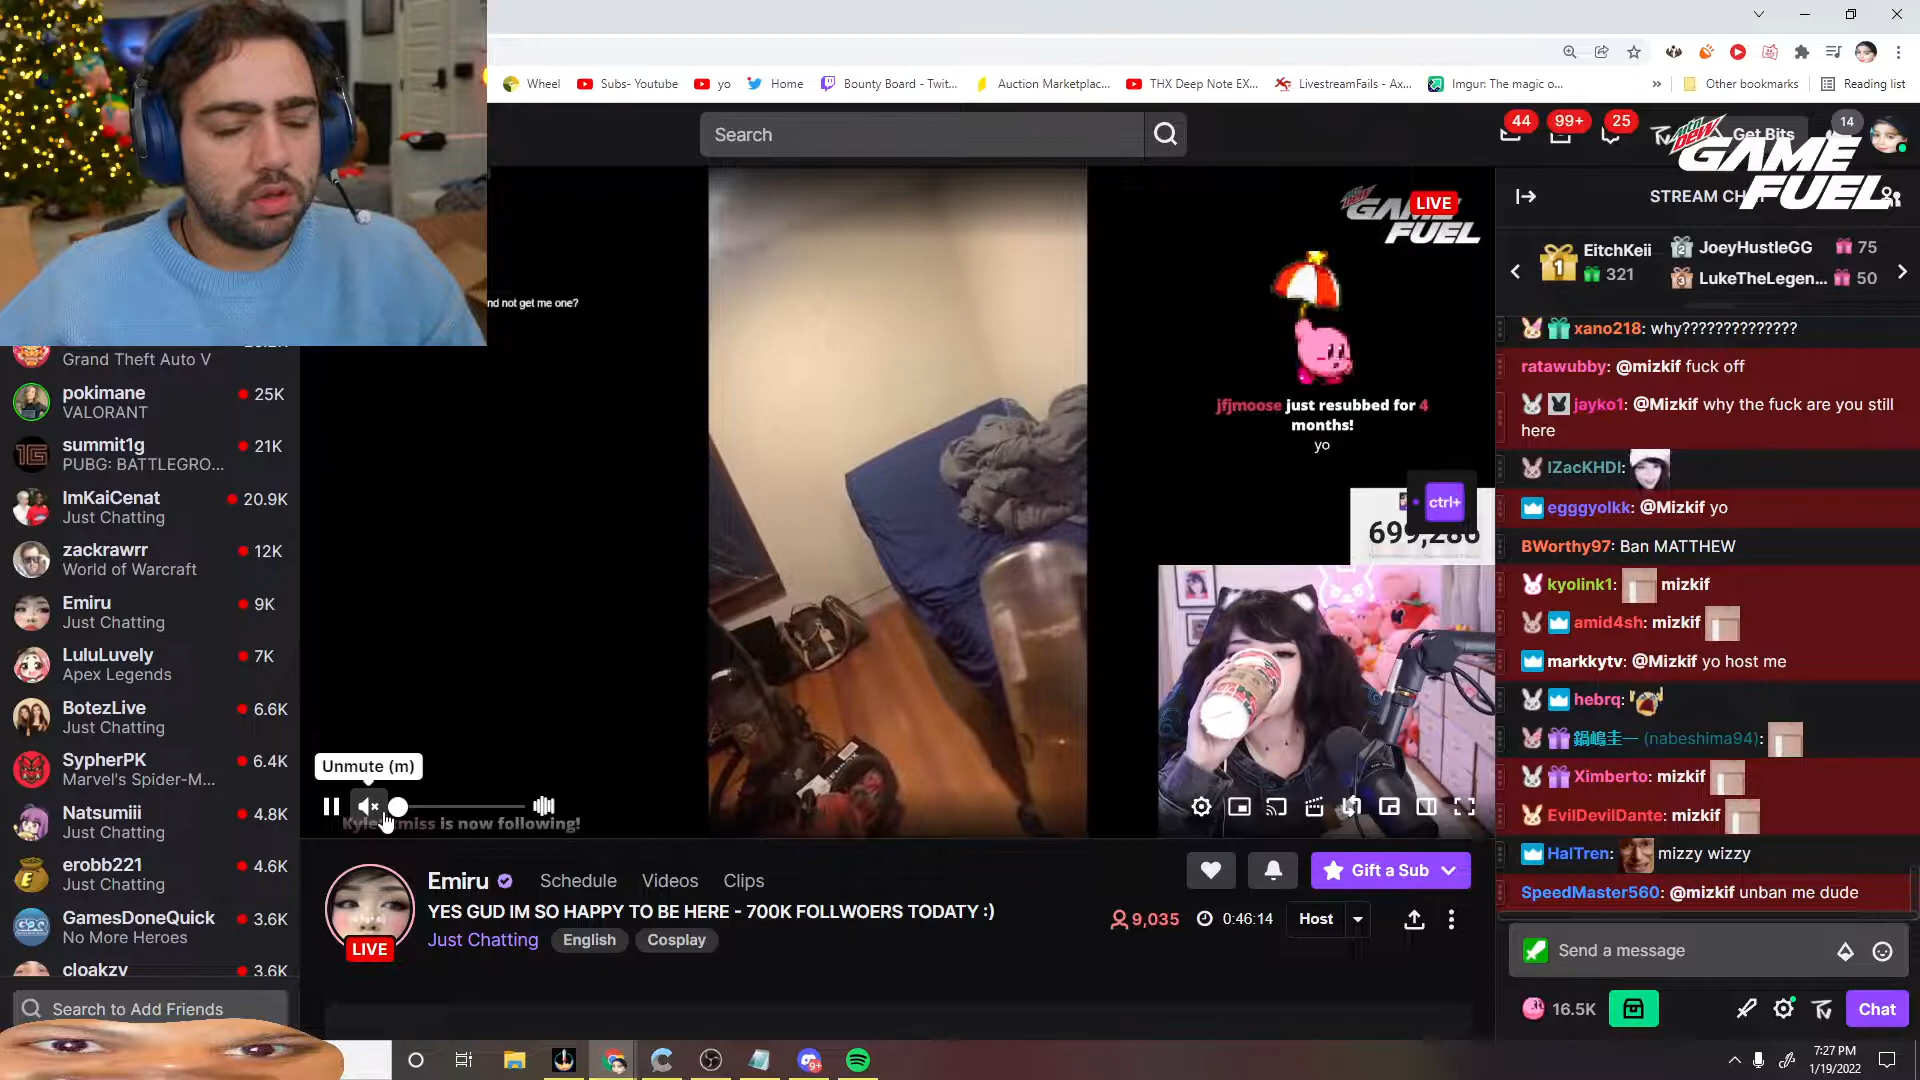 Wheel
Subs- Youtube
yo
Home
Bounty Board - Twit...
Auction Marketplac...
THX Deep Note EX...
LivestreamFails - Ax...
Imgur: The magic o...
»
Other bookmarks
Reading list
Search
44
99+
25
Get Bits
14
GAME
FUEL
LIVE
GAME
FUEL
nd not get me one?
jfjmoose just resubbed for 4
months!
yo
ctrl+
699,286
STREAM CH
1 EitchKeii
321
2 JoeyHustleGG 75
3 LukeTheLegen... 50
xano218: why??????????????
ratawubby: @mizkif fuck off
jayko1: @Mizkif why the fuck are you still
here
IZacKHDI:
egggyolkk: @Mizkif yo
BWorthy97: Ban MATTHEW
kyolink1: mizkif
amid4sh: mizkif
markkytv: @Mizkif yo host me
hebrq:
鍋嶋圭一 (nabeshima94):
Ximberto: mizkif
EvilDevilDante: mizkif
HalTren: mizzy wizzy
SpeedMaster560: @mizkif unban me dude
Send a message
16.5K
Chat
Grand Theft Auto V
pokimane 25K
VALORANT
summit1g 21K
PUBG: BATTLEGRO...
ImKaiCenat 20.9K
Just Chatting
zackrawrr 12K
World of Warcraft
Emiru 9K
Just Chatting
LuluLuvely 7K
Apex Legends
BotezLive 6.6K
Just Chatting
SypherPK 6.4K
Marvel's Spider-M...
Natsumiii 4.8K
Just Chatting
erobb221 4.6K
Just Chatting
GamesDoneQuick 3.6K
No More Heroes
cloakzy 3.6K
Search to Add Friends
Unmute (m)
is now following!
LIVE
Emiru
Schedule
Videos
Clips
YES GUD IM SO HAPPY TO BE HERE - 700K FOLLWOERS TODATY :)
Just Chatting
English
Cosplay
Gift a Sub
9,035
0:46:14
Host
9+
7:27 PM
1/19/2022